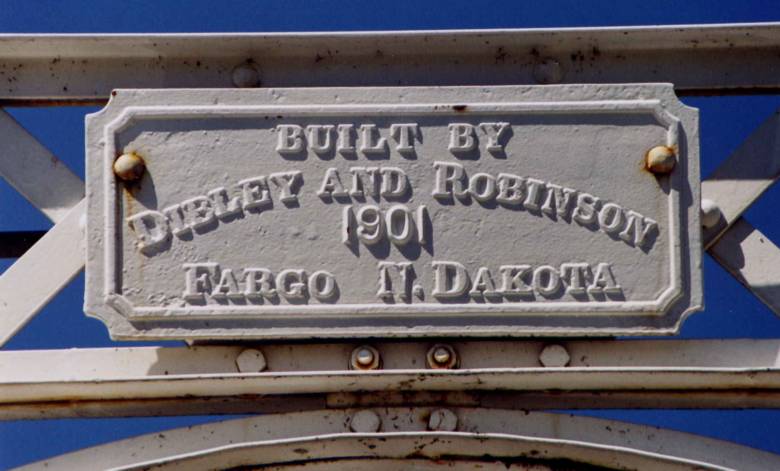 BUILT BY
DIBLEY AND ROBINSON
1901
FARGO N. DAKOTA